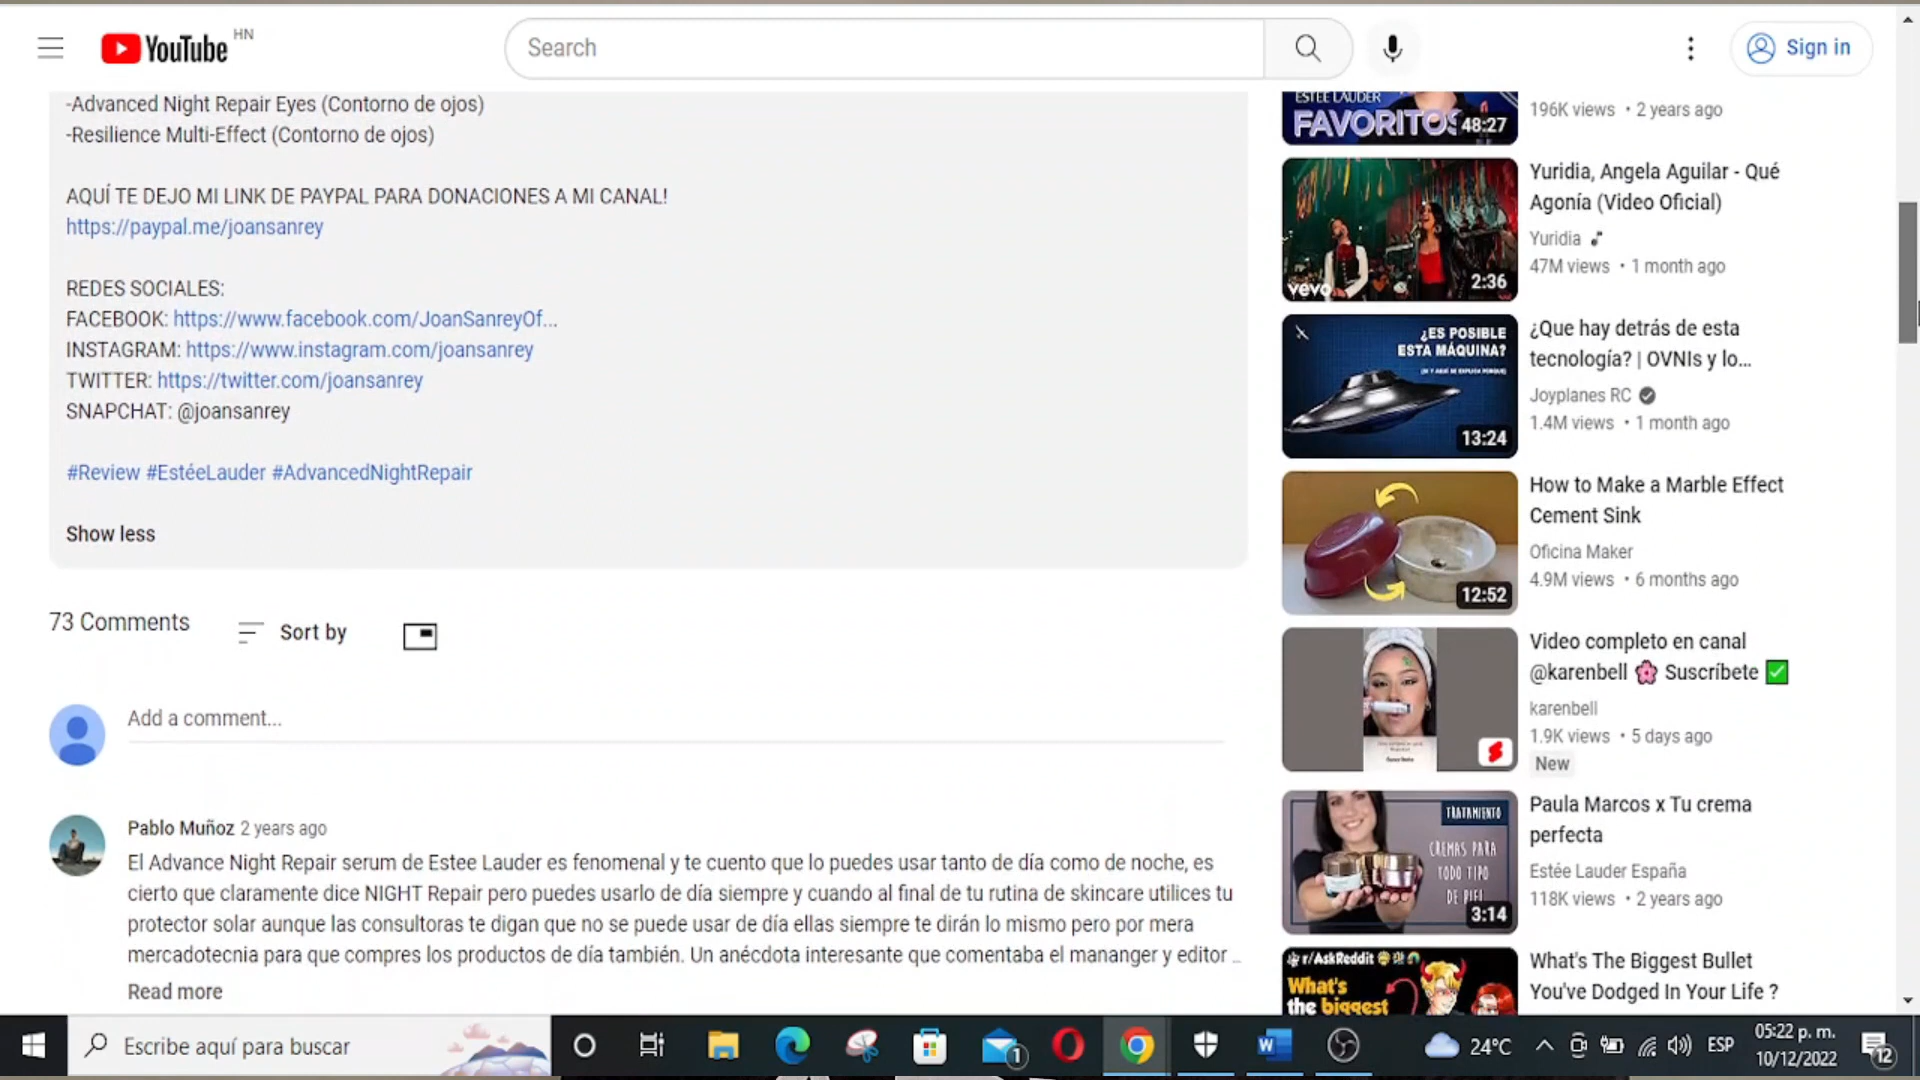 YouTube HN
Search
Sign in
-Advanced Night Repair Eyes (Contorno de ojos)
-Resilience Multi-Effect (Contorno de ojos)
AQUÍ TE DEJO MI LINK DE PAYPAL PARA DONACIONES A MI CANAL!
https://paypal.me/joansanrey
REDES SOCIALES:
FACEBOOK: https://www.facebook.com/JoanSanreyOf...
INSTAGRAM: https://www.instagram.com/joansanrey
TWITTER: https://twitter.com/joansanrey
SNAPCHAT: @joansanrey
#Review #EstéeLauder #AdvancedNightRepair
Show less
73 Comments
Sort by
Add a comment...
Pablo Muñoz 2 years ago
El Advance Night Repair serum de Estee Lauder es fenomenal y te cuento que lo puedes usar tanto de día como de noche, es
cierto que claramente dice NIGHT Repair pero puedes usarlo de día siempre y cuando al final de tu rutina de skincare utilices tu
protector solar aunque las consultoras te digan que no se puede usar de día ellas siempre te dirán lo mismo pero por mera
mercadotecnia para que compres los productos de día también. Un anécdota interesante que comentaba el mananger y editor ...
Read more
ESTÉE LAUDER
FAVORITOS
48:27
196K views • 2 years ago
vevo
2:36
Yuridia, Angela Aguilar - Qué
Agonía (Video Oficial)
Yuridia
47M views • 1 month ago
¿ES POSIBLE
ESTA MÁQUINA?
13:24
¿Que hay detrás de esta
tecnología? | OVNIs y lo...
Joyplanes RC
1.4M views • 1 month ago
12:52
How to Make a Marble Effect
Cement Sink
Oficina Maker
4.9M views • 6 months ago
Video completo en canal
@karenbell 🌸 Suscríbete ✅
karenbell
1.9K views • 5 days ago
New
TRATAMIENTO
CREMAS PARA
TODO TIPO
DE PIEL
3:14
Paula Marcos x Tu crema
perfecta
Estée Lauder España
118K views • 2 years ago
r/AskReddit
What's
the biggest
What's The Biggest Bullet
You've Dodged In Your Life ?
Escribe aquí para buscar
1
W
24°C
ESP
05:22 p. m.
10/12/2022
12